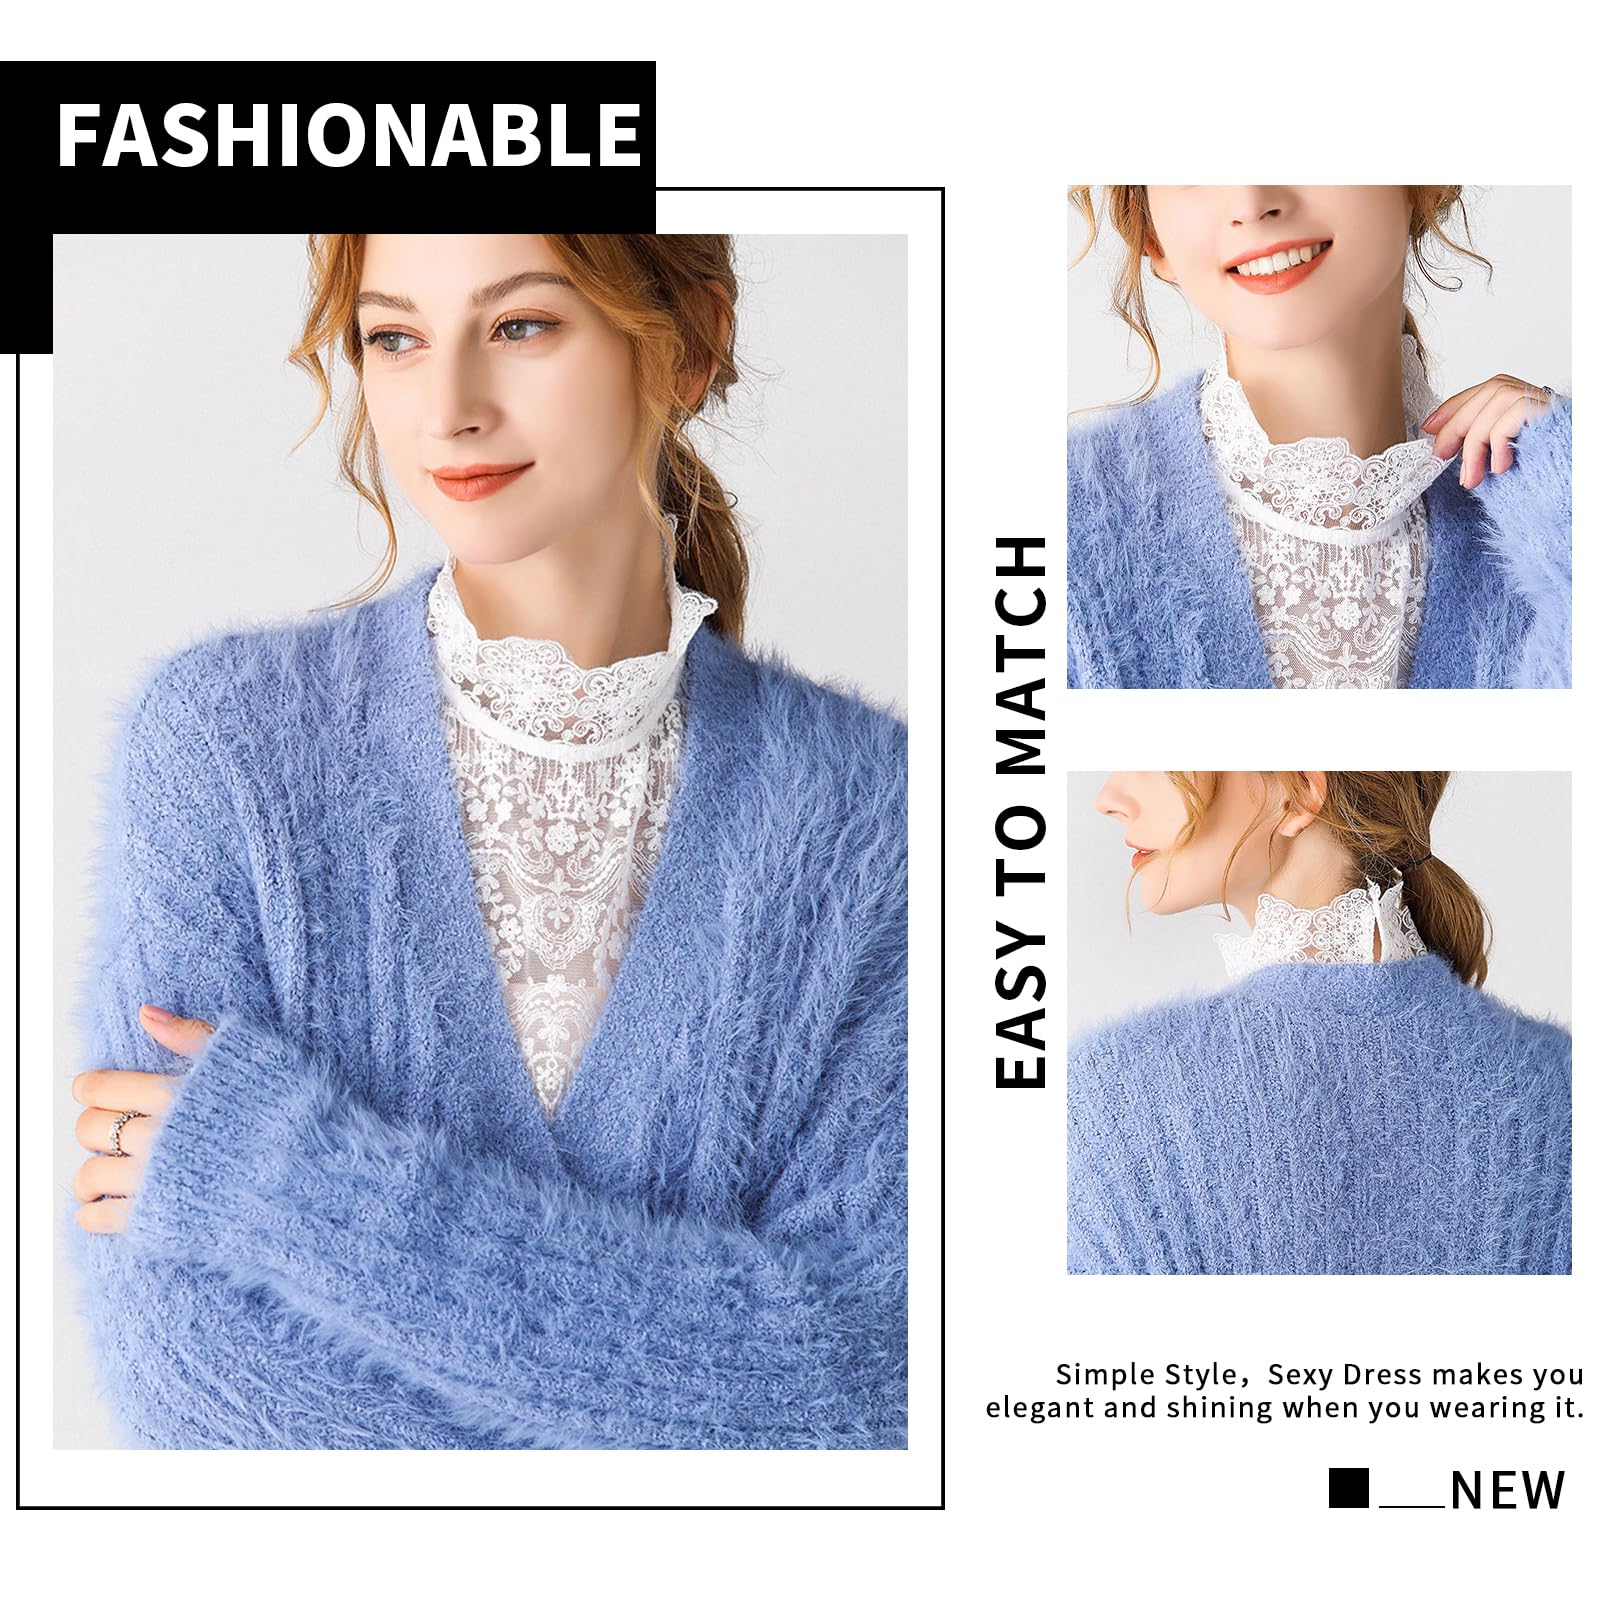 FASHIONABLE
EASY TO MATCH
Simple Style，Sexy Dress makes you
elegant and shining when you wearing it.
NEW